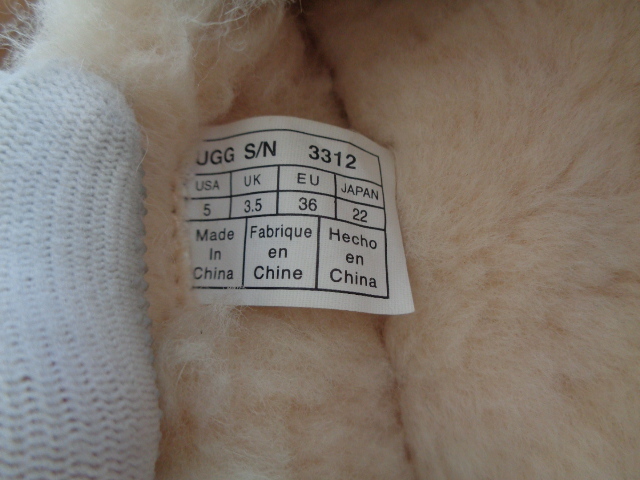 UGG S/N 3312
USA UK EU JAPAN
5 3.5 36 22
Made Fabrique Hecho
In en en
China Chine China